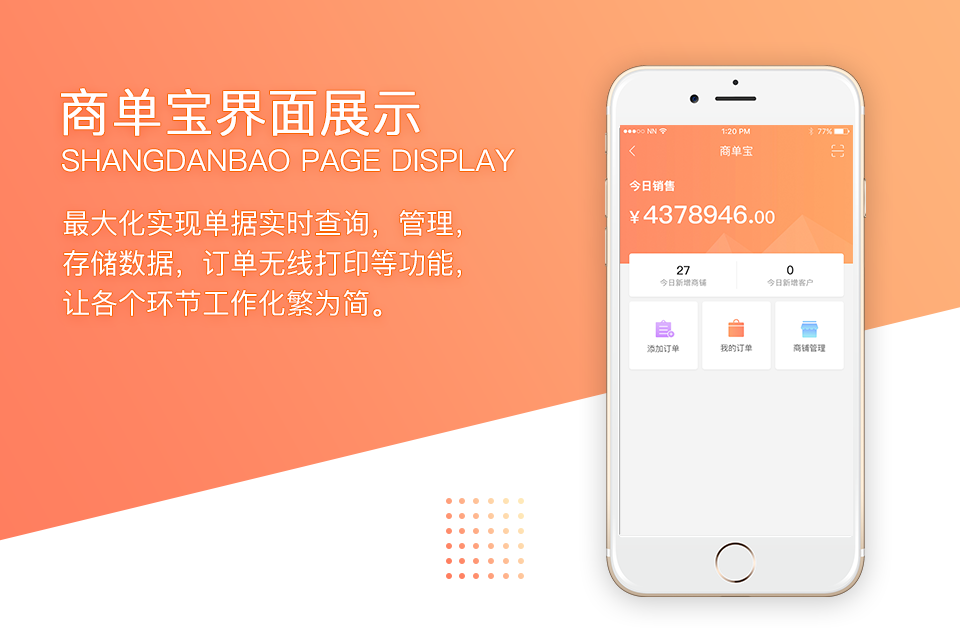 商单宝界面展示
SHANGDANBAO PAGE DISPLAY
最大化实现单据实时查询，管理，
存储数据，订单无线打印等功能，
让各个环节工作化繁为简。
NN 1:20 PM 77%
商单宝
今日销售
¥4378946.00
27 0
今日新增商铺 今日新增客户
添加订单 我的订单 商铺管理